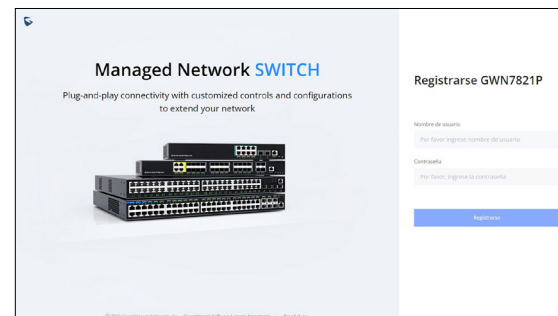 Managed Network SWITCH
Plug-and-play connectivity with customized controls and configurations
to extend your network
Registrarse GWN7821P
Nombre de usuario
Por favor ingrese nombre de usuario
Contraseña
Por favor, ingrese la contraseña
Registrarse